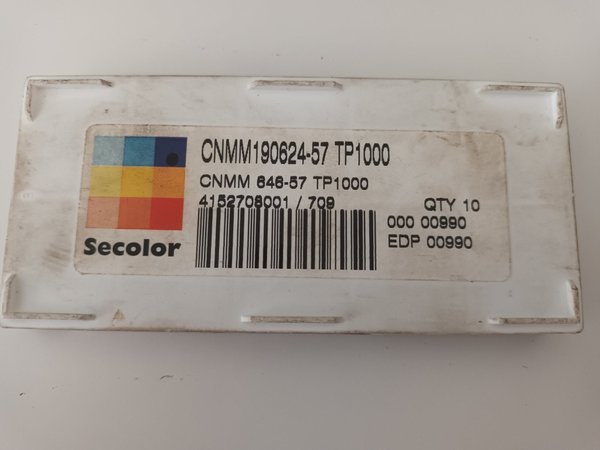 CNMM190624-57 TP1000
CNMM 646-57 TP1000
4152708001 / 709
QTY 10
000 00990
EDP 00990
Secolor